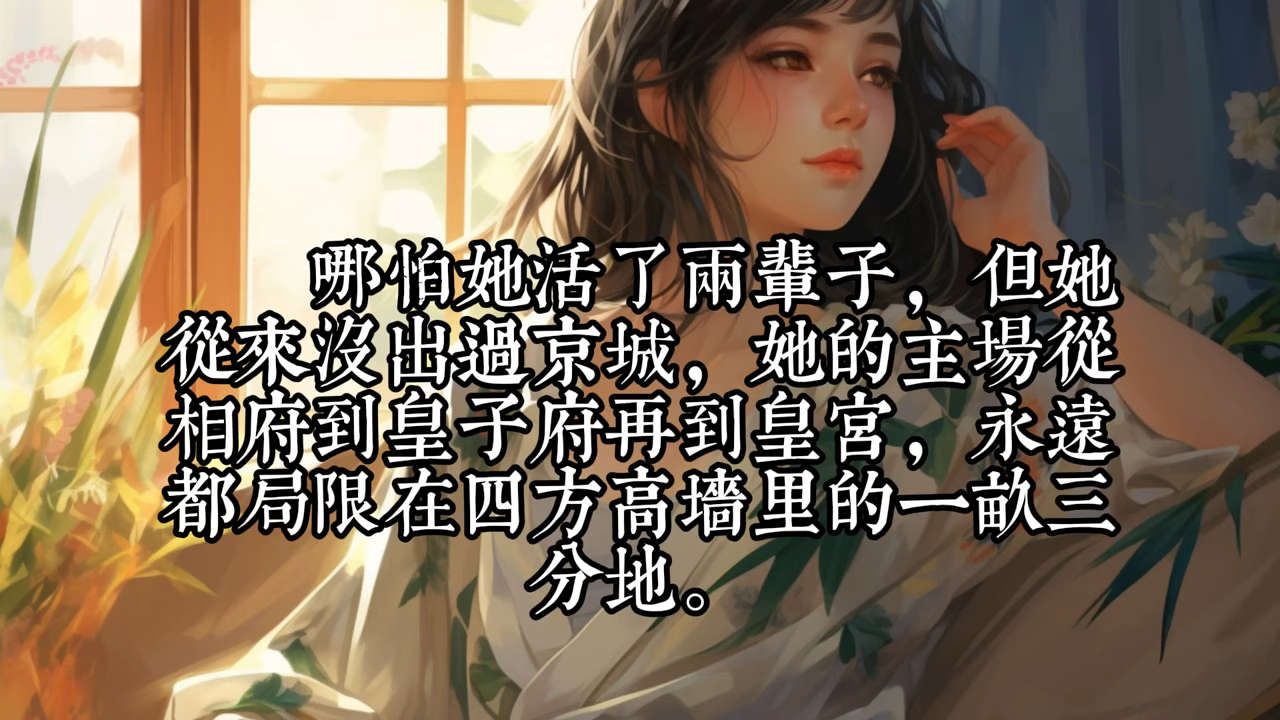 哪怕她活了兩輩子，但她
從來沒出過京城，她的主場從
相府到皇子府再到皇宮，永遠
都局限在四方高墻里的一畝三
分地。